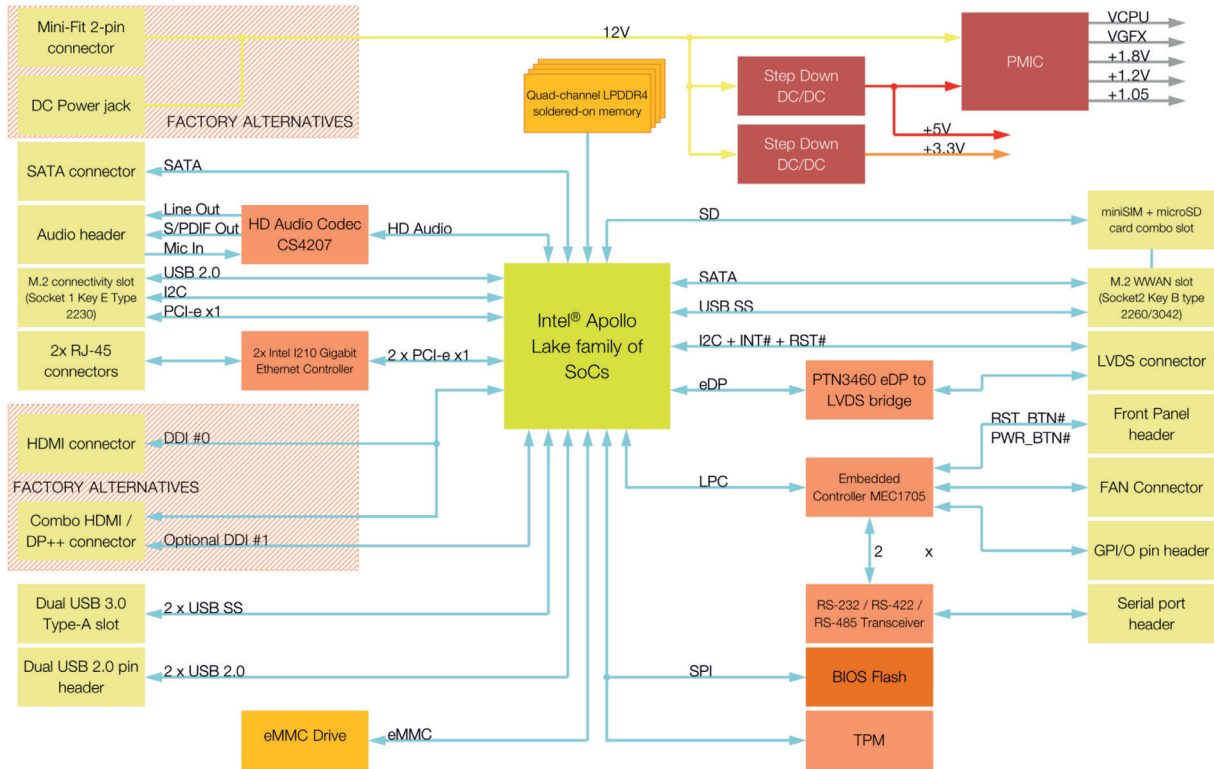 Mini-Fit 2-pin
connector
DC Power jack
FACTORY ALTERNATIVES
12V
Quad-channel LPDDR4
soldered-on memory
Step Down
DC/DC
Step Down
DC/DC
+5V
+3.3V
PMIC
VCPU
VGFX
+1.8V
+1.2V
+1.05
SATA connector
SATA
Audio header
Line Out
S/PDIF Out
Mic In
HD Audio Codec
CS4207
HD Audio
M.2 connectivity slot
(Socket 1 Key E Type
2230)
USB 2.0
I2C
PCI-e x1
2x RJ-45
connectors
2x Intel I210 Gigabit
Ethernet Controller
2 x PCI-e x1
HDMI connector
DDI #0
FACTORY ALTERNATIVES
Combo HDMI /
DP++ connector
Optional DDI #1
Dual USB 3.0
Type-A slot
2 x USB SS
Dual USB 2.0 pin
header
2 x USB 2.0
eMMC Drive
eMMC
Intel® Apollo
Lake family of
SoCs
SD
miniSIM + microSD
card combo slot
SATA
USB SS
M.2 WWAN slot
(Socket2 Key B type
2260/3042)
I2C + INT# + RST#
LVDS connector
eDP
PTN3460 eDP to
LVDS bridge
RST_BTN#
PWR_BTN#
Front Panel
header
LPC
Embedded
Controller MEC1705
FAN Connector
GPI/O pin header
2 x
RS-232 / RS-422 /
RS-485 Transceiver
Serial port
header
SPI
BIOS Flash
TPM